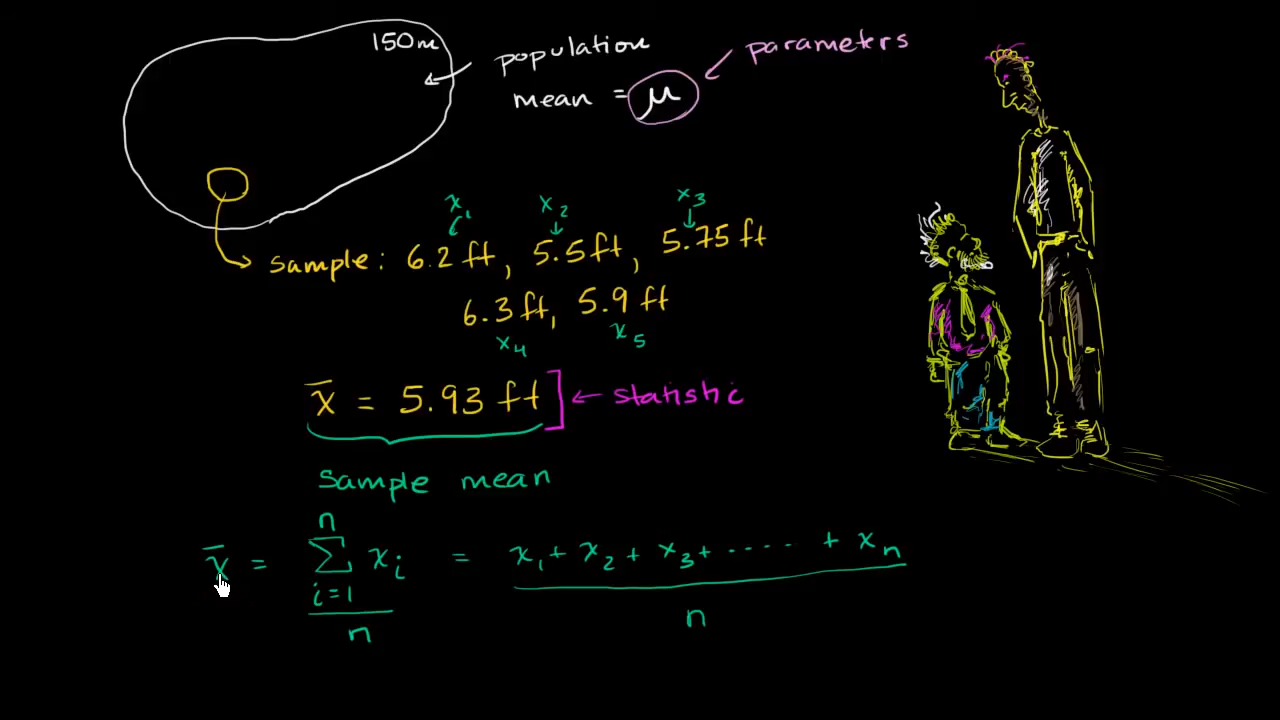 150m
population
mean = μ
parameters
x₁ x₂ x₃
sample: 6.2 ft, 5.5 ft, 5.75 ft
6.3 ft, 5.9 ft
x₄ x₅
x̅ = 5.93 ft ← statistic
sample mean
n
x̅ = ∑ xᵢ = x₁ + x₂ + x₃ + ····· + xₙ
i=1
n n